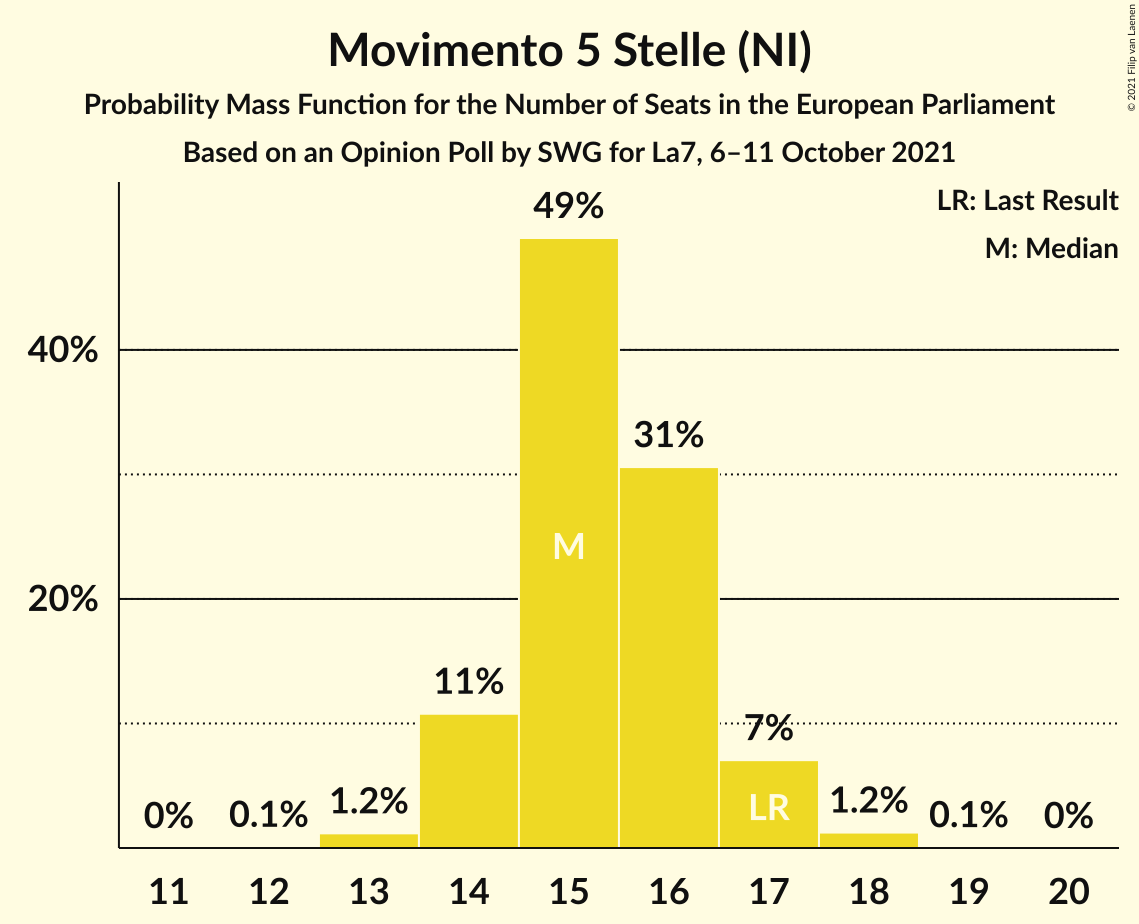 Movimento 5 Stelle (NI)
Probability Mass Function for the Number of Seats in the European Parliament
Based on an Opinion Poll by SWG for La7, 6–11 October 2021
© 2021 Filip van Laenen
LR: Last Result
M: Median
40%
20%
0%
0.1%
1.2%
11%
49%
M
31%
7%
LR
1.2%
0.1%
0%
11 12 13 14 15 16 17 18 19 20